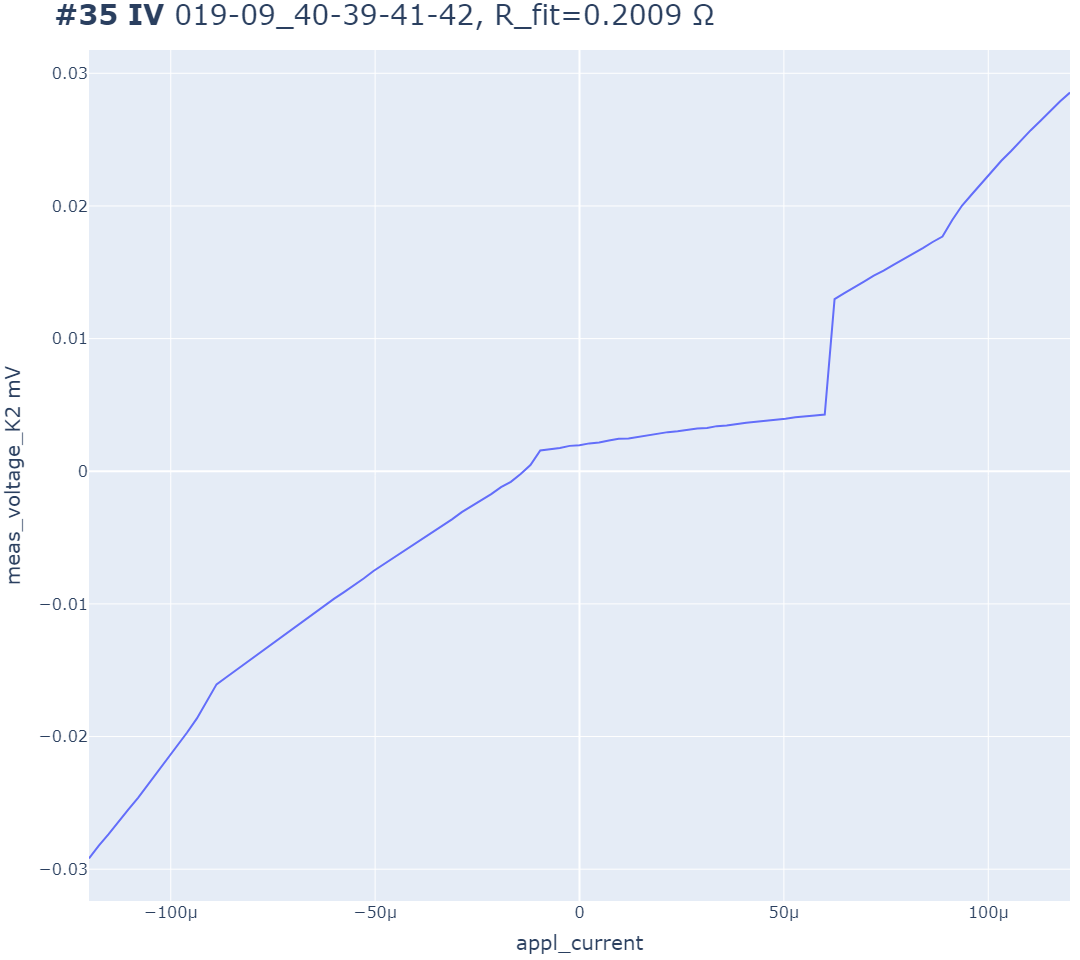 #35 IV 019-09_40-39-41-42, R_fit=0.2009 Ω
0.03
0.02
0.01
0
−0.01
−0.02
−0.03
meas_voltage_K2 mV
−100μ
−50μ
0
50μ
100μ
appl_current